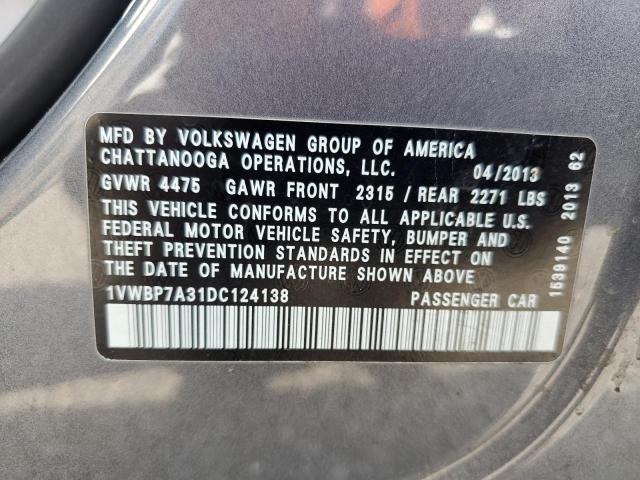 MFD BY VOLKSWAGEN GROUP OF AMERICA
CHATTANOOGA OPERATIONS, LLC. 04/2013
GVWR 4475 GAWR FRONT 2315 / REAR 2271 LBS
THIS VEHICLE CONFORMS TO ALL APPLICABLE U.S.
FEDERAL MOTOR VEHICLE SAFETY, BUMPER AND
THEFT PREVENTION STANDARDS IN EFFECT ON
THE DATE OF MANUFACTURE SHOWN ABOVE.
1VWBP7A31DC124138 PASSENGER CAR
1539140 2013 62